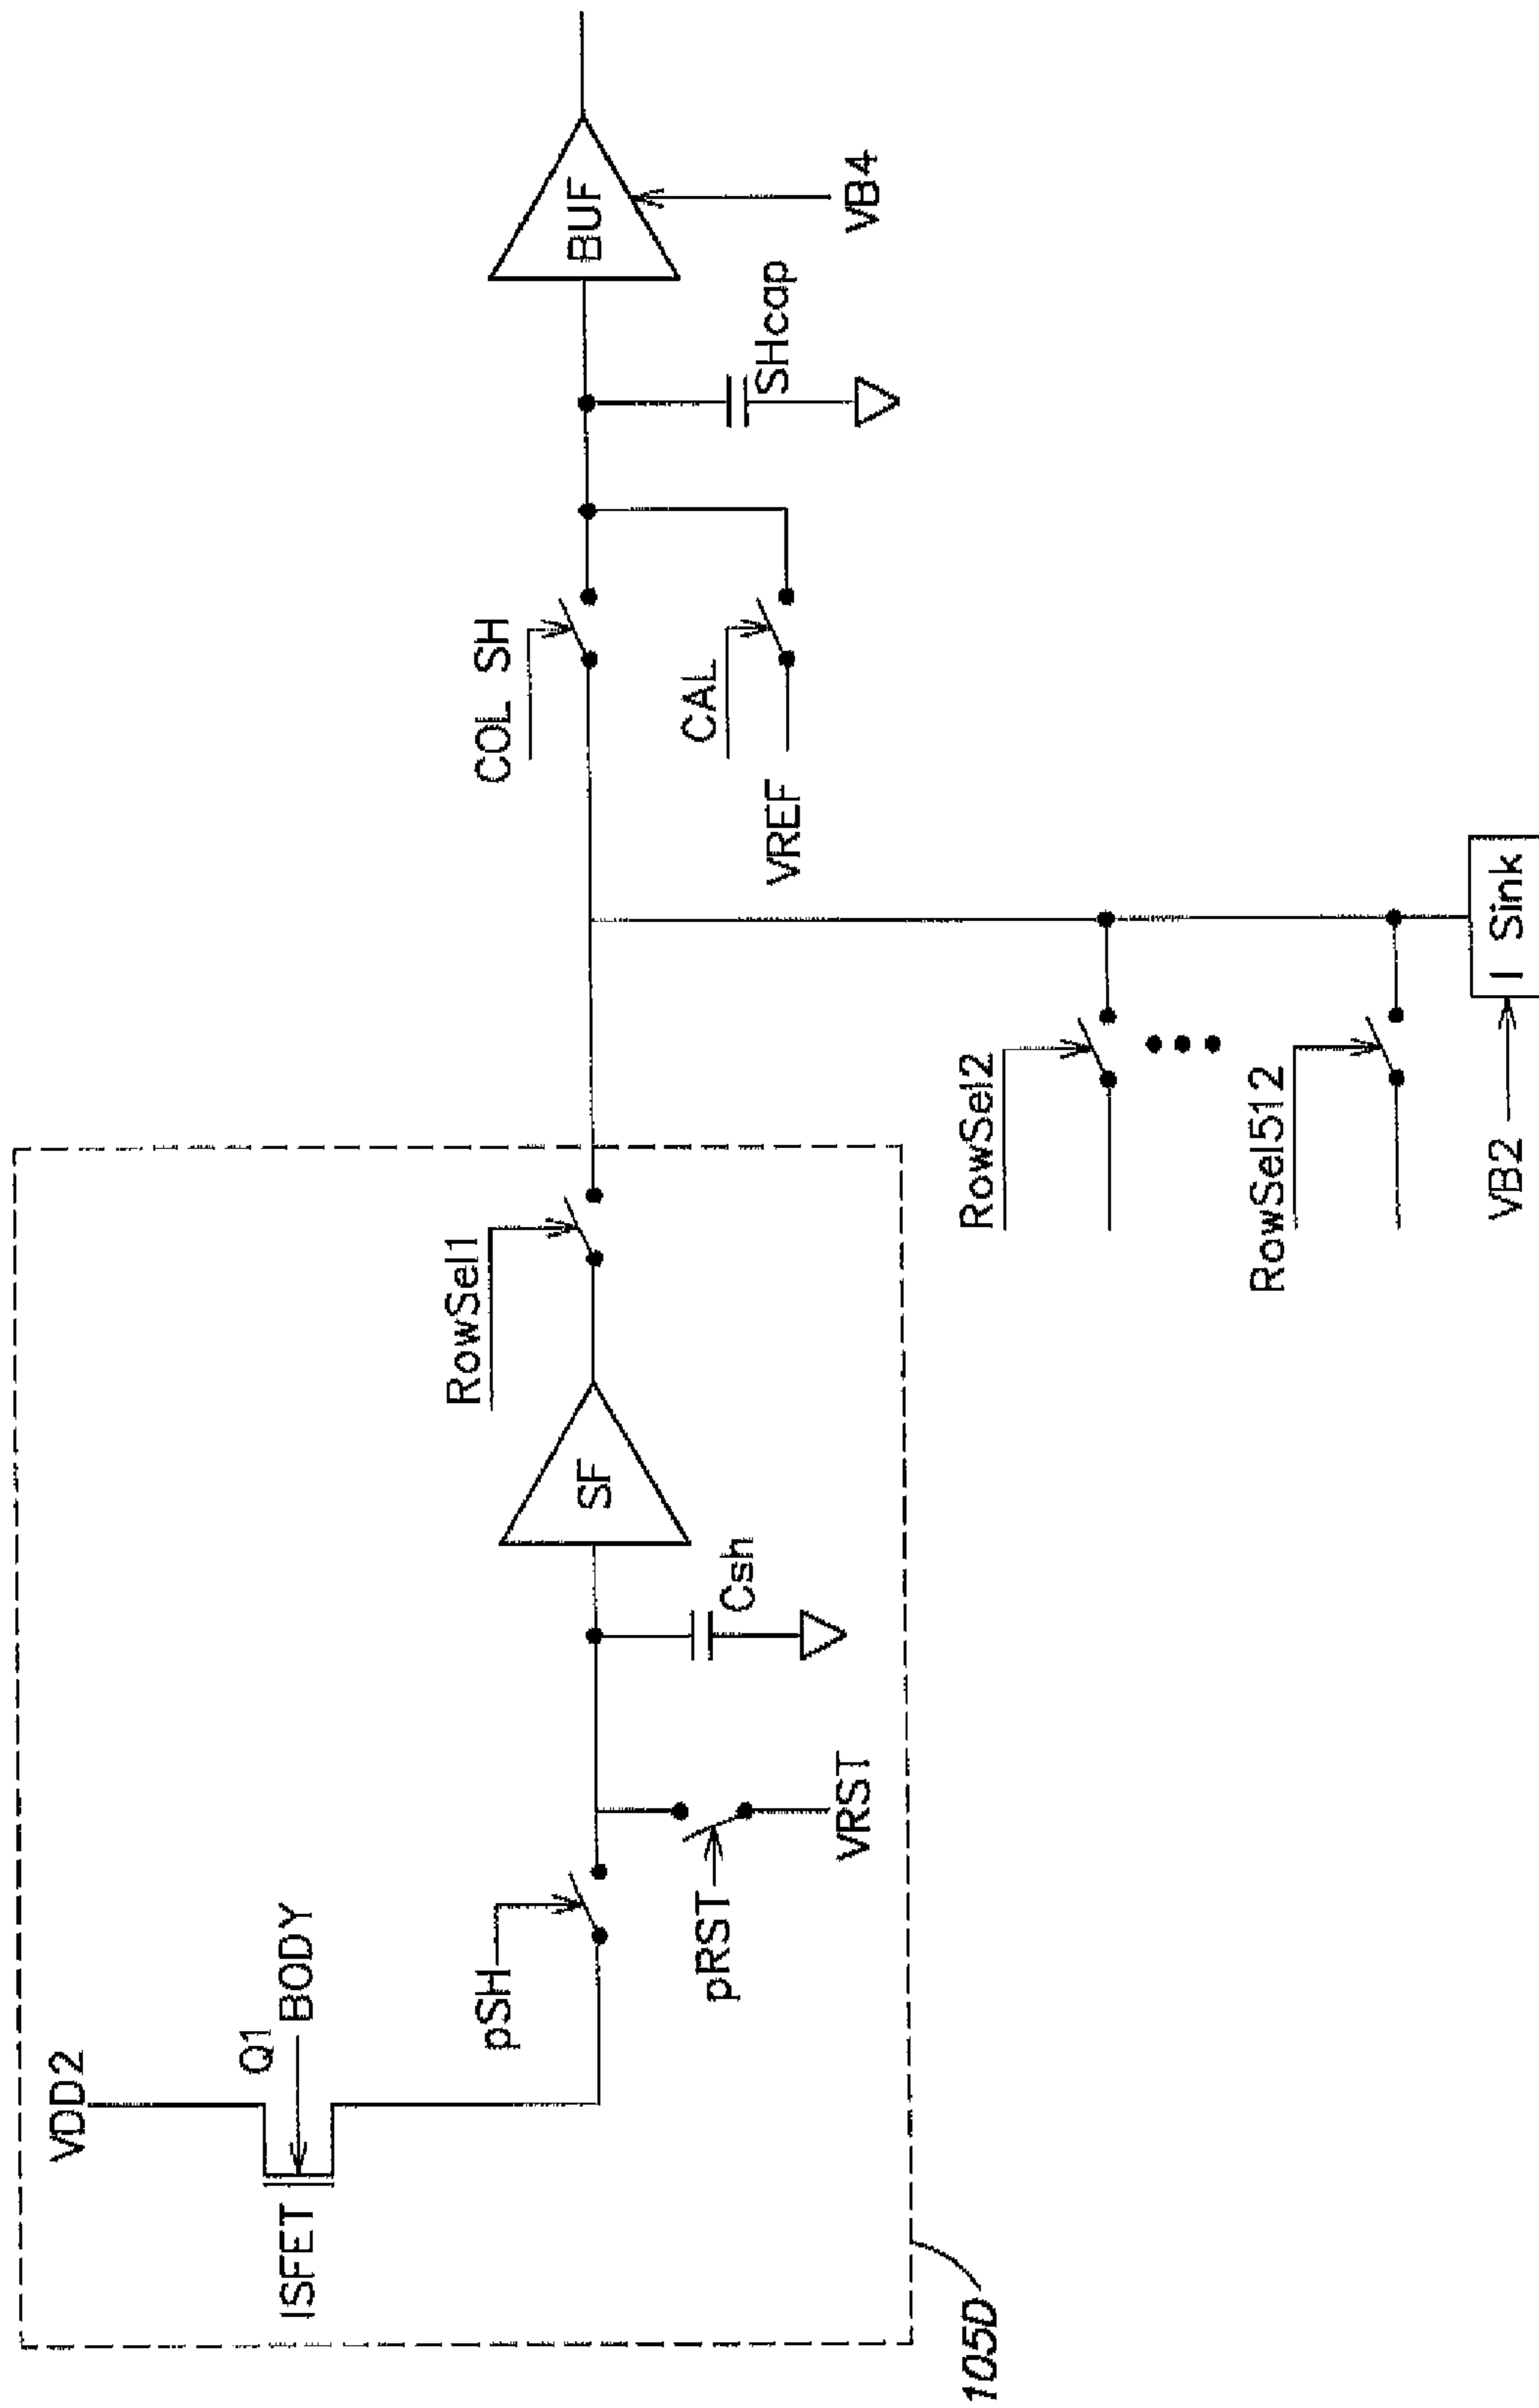 VDD2
Q1
BODY
ISFET
pSH
pRST
VRST
Csh
SF
RowSel1
105D
RowSel2
RowSel512
VB2
I Sink
COL SH
CAL
VREF
SHcap
BUF
VB4